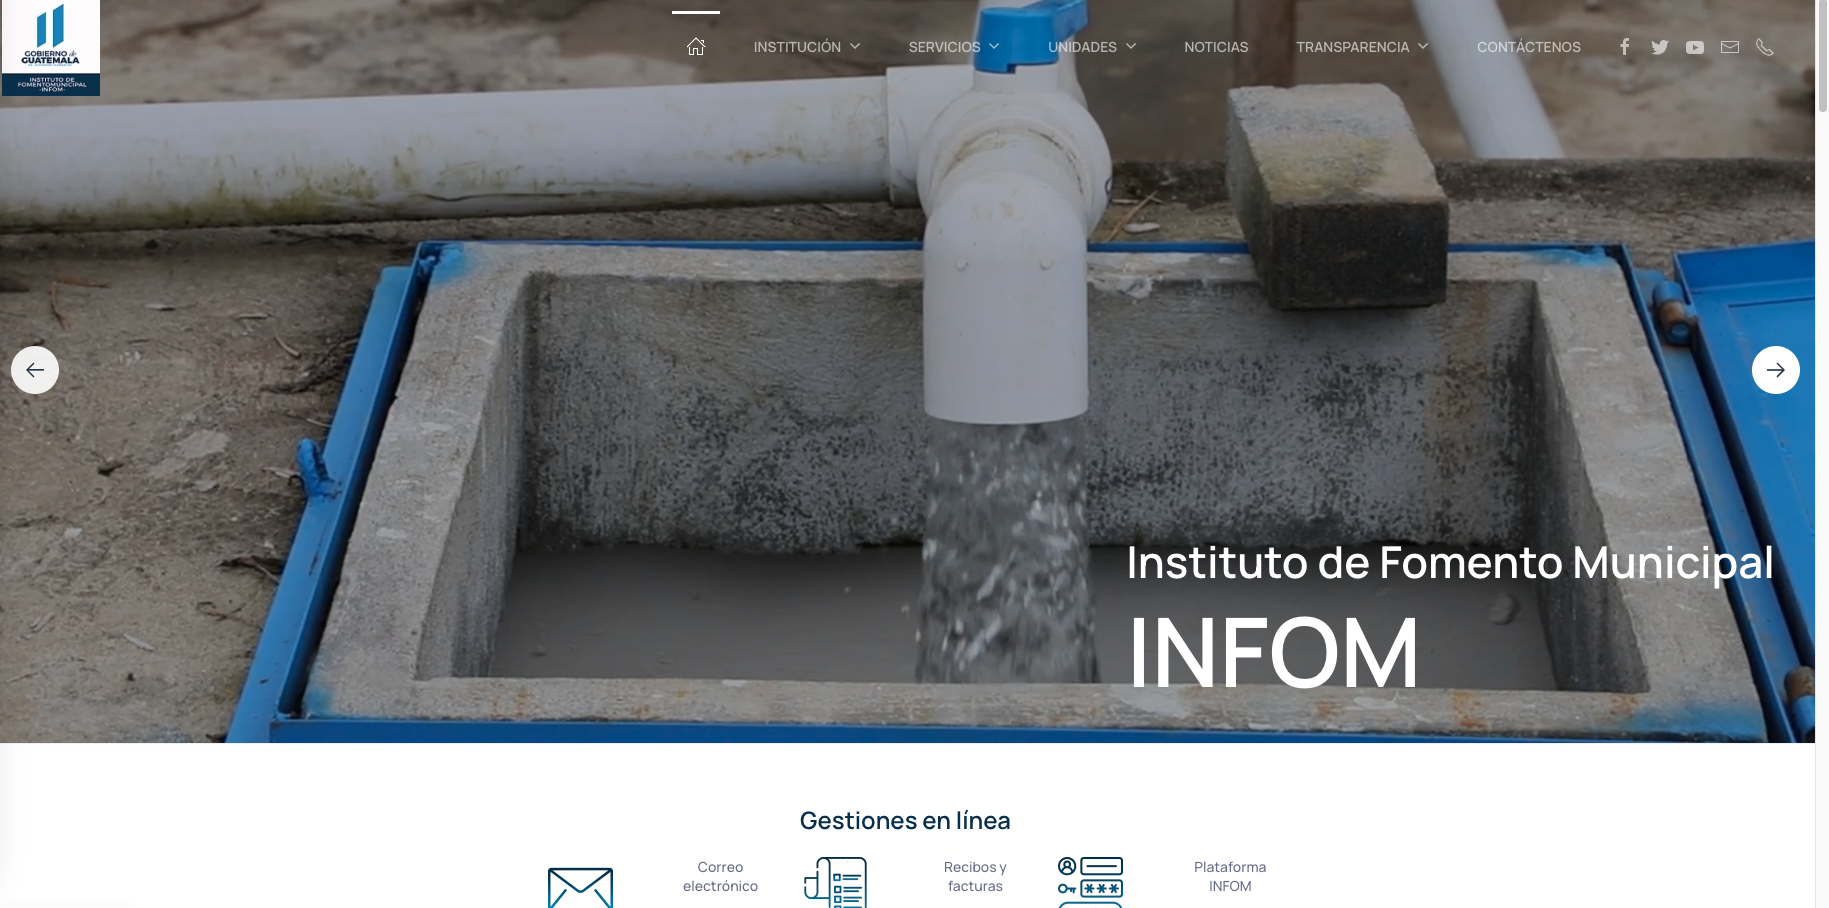 GOBIERNO de
GUATEMALA
INSTITUTO DE
FOMENTO MUNICIPAL
-INFOM-
INSTITUCIÓN
SERVICIOS
UNIDADES
NOTICIAS
TRANSPARENCIA
CONTÁCTENOS
Instituto de Fomento Municipal
INFOM
Gestiones en línea
Correo
electrónico
Recibos y
facturas
***
Plataforma
INFOM